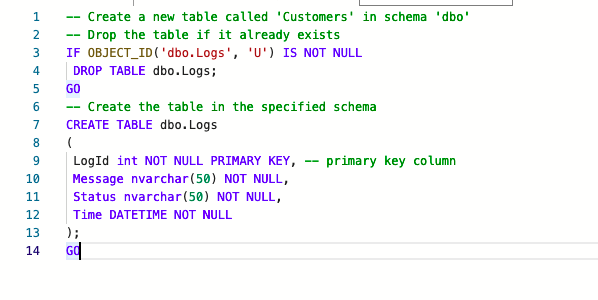 1 -- Create a new table called 'Customers' in schema 'dbo'
2 -- Drop the table if it already exists
3 IF OBJECT_ID('dbo.Logs', 'U') IS NOT NULL
4 DROP TABLE dbo.Logs;
5 GO
6 -- Create the table in the specified schema
7 CREATE TABLE dbo.Logs
8 (
9 LogId int NOT NULL PRIMARY KEY, -- primary key column
10 Message nvarchar(50) NOT NULL,
11 Status nvarchar(50) NOT NULL,
12 Time DATETIME NOT NULL
13 );
14 GO